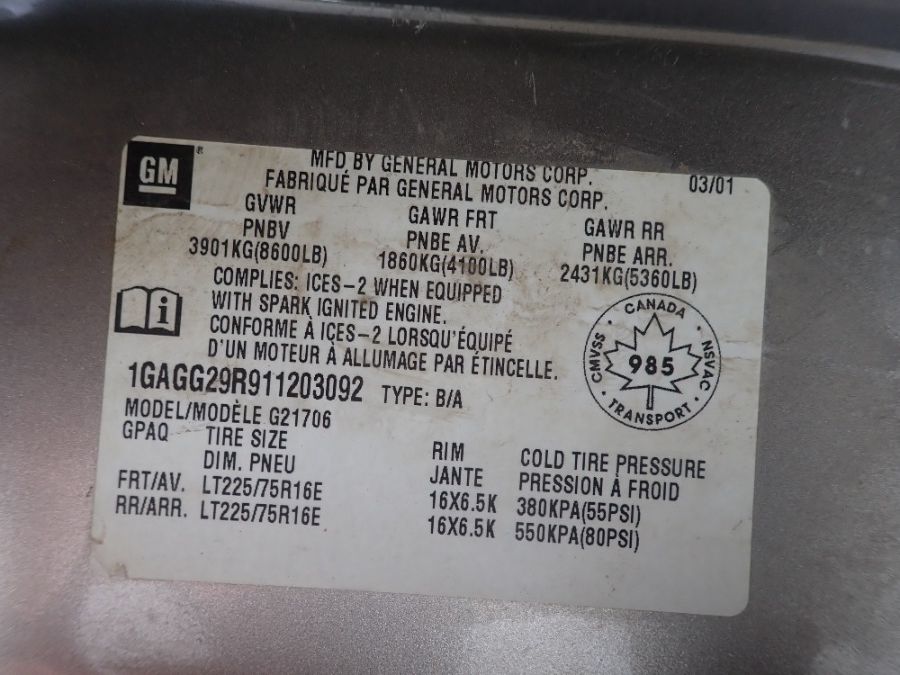 GM ®
MFD BY GENERAL MOTORS CORP. 03/01
FABRIQUÉ PAR GENERAL MOTORS CORP.
GVWR GAWR FRT GAWR RR
PNBV PNBE AV. PNBE ARR.
3901KG(8600LB) 1860KG(4100LB) 2431KG(5360LB)
COMPLIES: ICES-2 WHEN EQUIPPED
WITH SPARK IGNITED ENGINE.
CONFORME À ICES-2 LORSQU'ÉQUIPÉ
D'UN MOTEUR À ALLUMAGE PAR ÉTINCELLE.
CANADA
CMVSS 985 NSVAC
TRANSPORT
1GAGG29R911203092 TYPE: B/A
MODEL/MODÈLE G21706
GPAQ TIRE SIZE RIM COLD TIRE PRESSURE
DIM. PNEU JANTE PRESSION À FROID
FRT/AV. LT225/75R16E 16X6.5K 380KPA(55PSI)
RR/ARR. LT225/75R16E 16X6.5K 550KPA(80PSI)